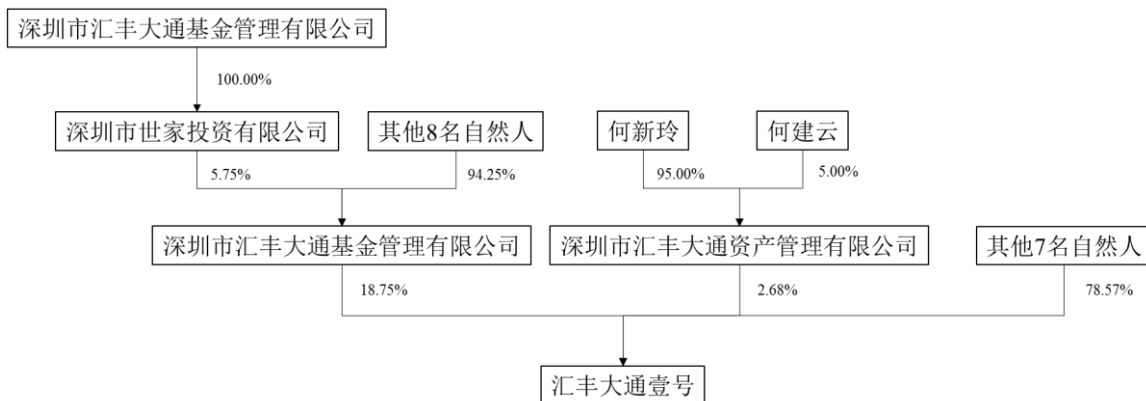 深圳市汇丰大通基金管理有限公司
100.00%
深圳市世家投资有限公司
其他8名自然人
何新玲
何建云
5.75%
94.25%
95.00%
5.00%
深圳市汇丰大通基金管理有限公司
深圳市汇丰大通资产管理有限公司
其他7名自然人
18.75%
2.68%
78.57%
汇丰大通壹号